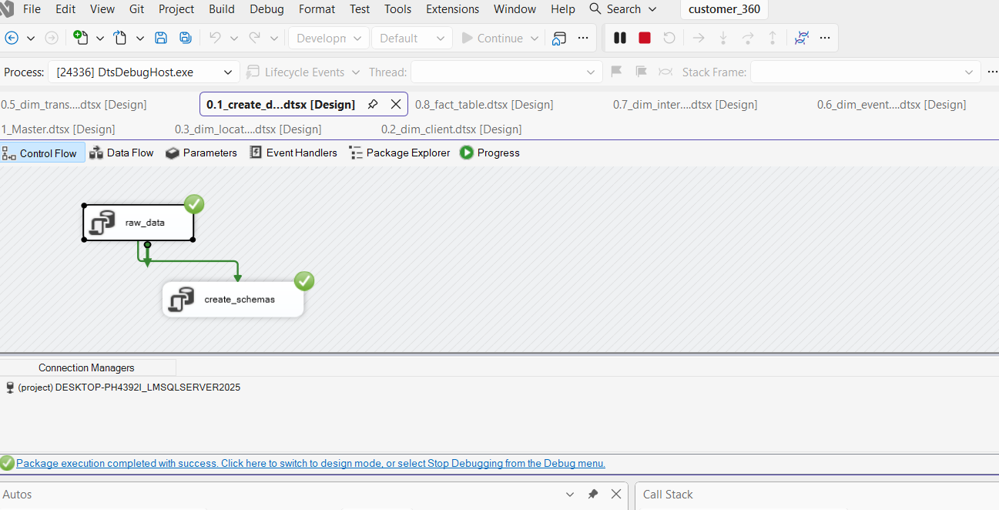 File Edit View Git Project Build Debug Format Test Tools Extensions Window Help Search customer_360
Developn Default Continue
Process: [24336] DtsDebugHost.exe Lifecycle Events Thread: Stack Frame:
0.5_dim_trans....dtsx [Design] 0.1_create_d...dtsx [Design] 0.8_fact_table.dtsx [Design] 0.7_dim_inter....dtsx [Design] 0.6_dim_event....dtsx [Design]
1_Master.dtsx [Design] 0.3_dim_locat....dtsx [Design] 0.2_dim_client.dtsx [Design]
Control Flow Data Flow Parameters Event Handlers Package Explorer Progress
raw_data
create_schemas
Connection Managers
(project) DESKTOP-PH4392I_LMSQLSERVER2025
Package execution completed with success. Click here to switch to design mode, or select Stop Debugging from the Debug menu.
Autos Call Stack